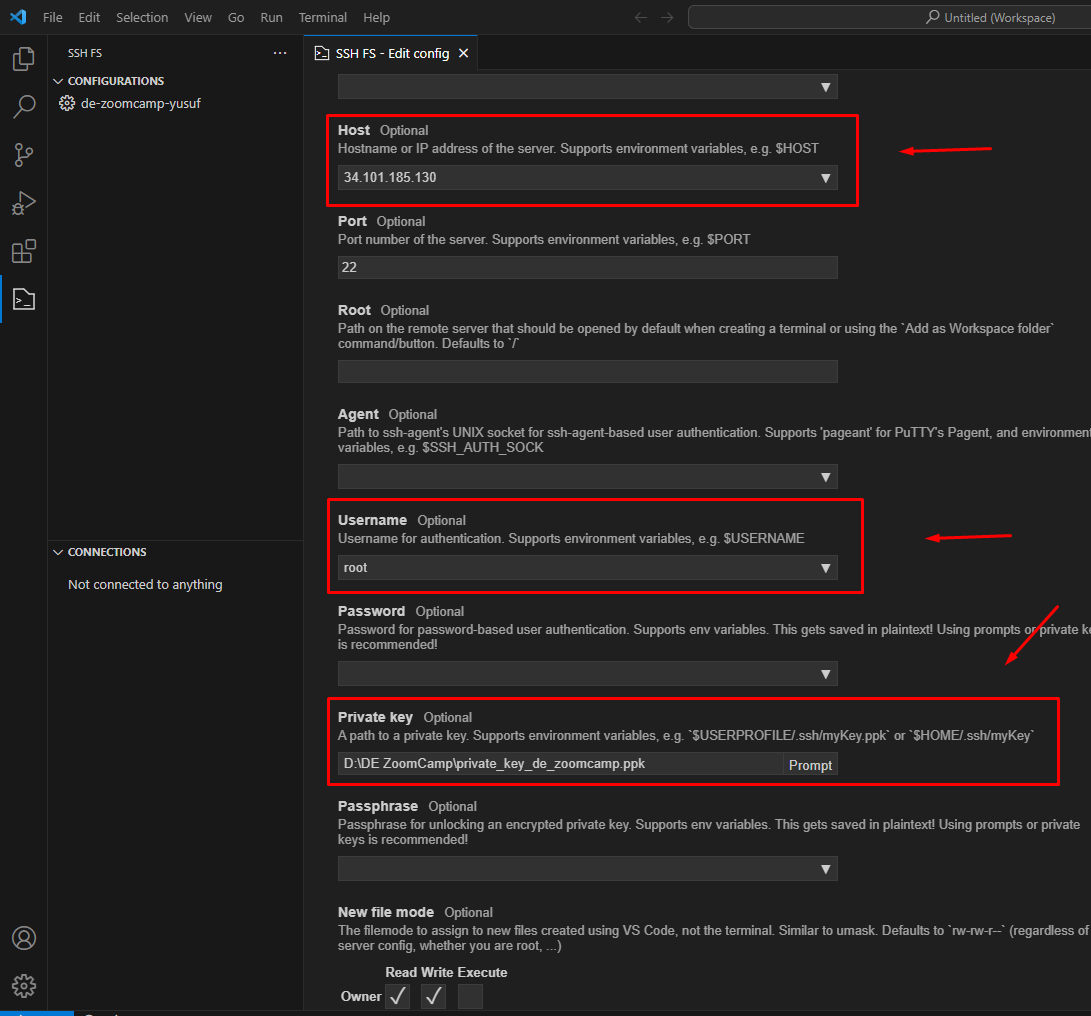 File Edit Selection View Go Run Terminal Help
Untitled (Workspace)
SSH FS
SSH FS - Edit config
CONFIGURATIONS
de-zoomcamp-yusuf
Host Optional
Hostname or IP address of the server. Supports environment variables, e.g. $HOST
34.101.185.130
Port Optional
Port number of the server. Supports environment variables, e.g. $PORT
22
Root Optional
Path on the remote server that should be opened by default when creating a terminal or using the `Add as Workspace folder`
command/button. Defaults to `/`
Agent Optional
Path to ssh-agent's UNIX socket for ssh-agent-based user authentication. Supports 'pageant' for PuTTY's Pagent, and environment
variables, e.g. $SSH_AUTH_SOCK
Username Optional
Username for authentication. Supports environment variables, e.g. $USERNAME
root
CONNECTIONS
Not connected to anything
Password Optional
Password for password-based user authentication. Supports env variables. This gets saved in plaintext! Using prompts or private ke
is recommended!
Private key Optional
A path to a private key. Supports environment variables, e.g. `$USERPROFILE/.ssh/myKey.ppk` or `$HOME/.ssh/myKey`
D:\DE ZoomCamp\private_key_de_zoomcamp.ppk
Prompt
Passphrase Optional
Passphrase for unlocking an encrypted private key. Supports env variables. This gets saved in plaintext! Using prompts or private
keys is recommended!
New file mode Optional
The filemode to assign to new files created using VS Code, not the terminal. Similar to umask. Defaults to `rw-rw-r--` (regardless of
server config, whether you are root, ...)
Read Write Execute
Owner